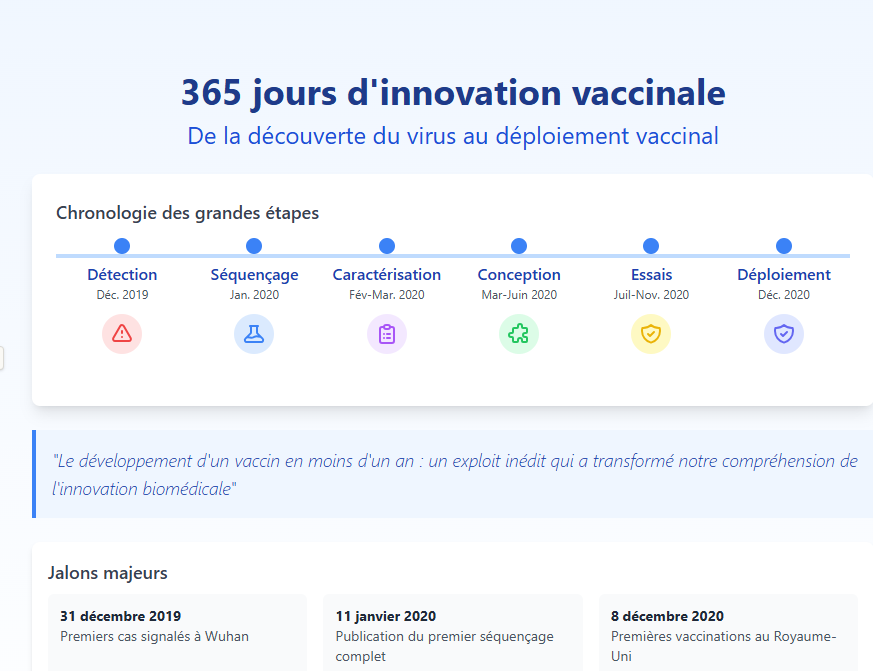 365 jours d'innovation vaccinale
De la découverte du virus au déploiement vaccinal
Chronologie des grandes étapes
Détection
Déc. 2019
Séquençage
Jan. 2020
Caractérisation
Fév-Mar. 2020
Conception
Mar-Juin 2020
Essais
Juil-Nov. 2020
Déploiement
Déc. 2020
"Le développement d'un vaccin en moins d'un an : un exploit inédit qui a transformé notre compréhension de
l'innovation biomédicale"
Jalons majeurs
31 décembre 2019
Premiers cas signalés à Wuhan
11 janvier 2020
Publication du premier séquençage
complet
8 décembre 2020
Premières vaccinations au Royaume-
Uni